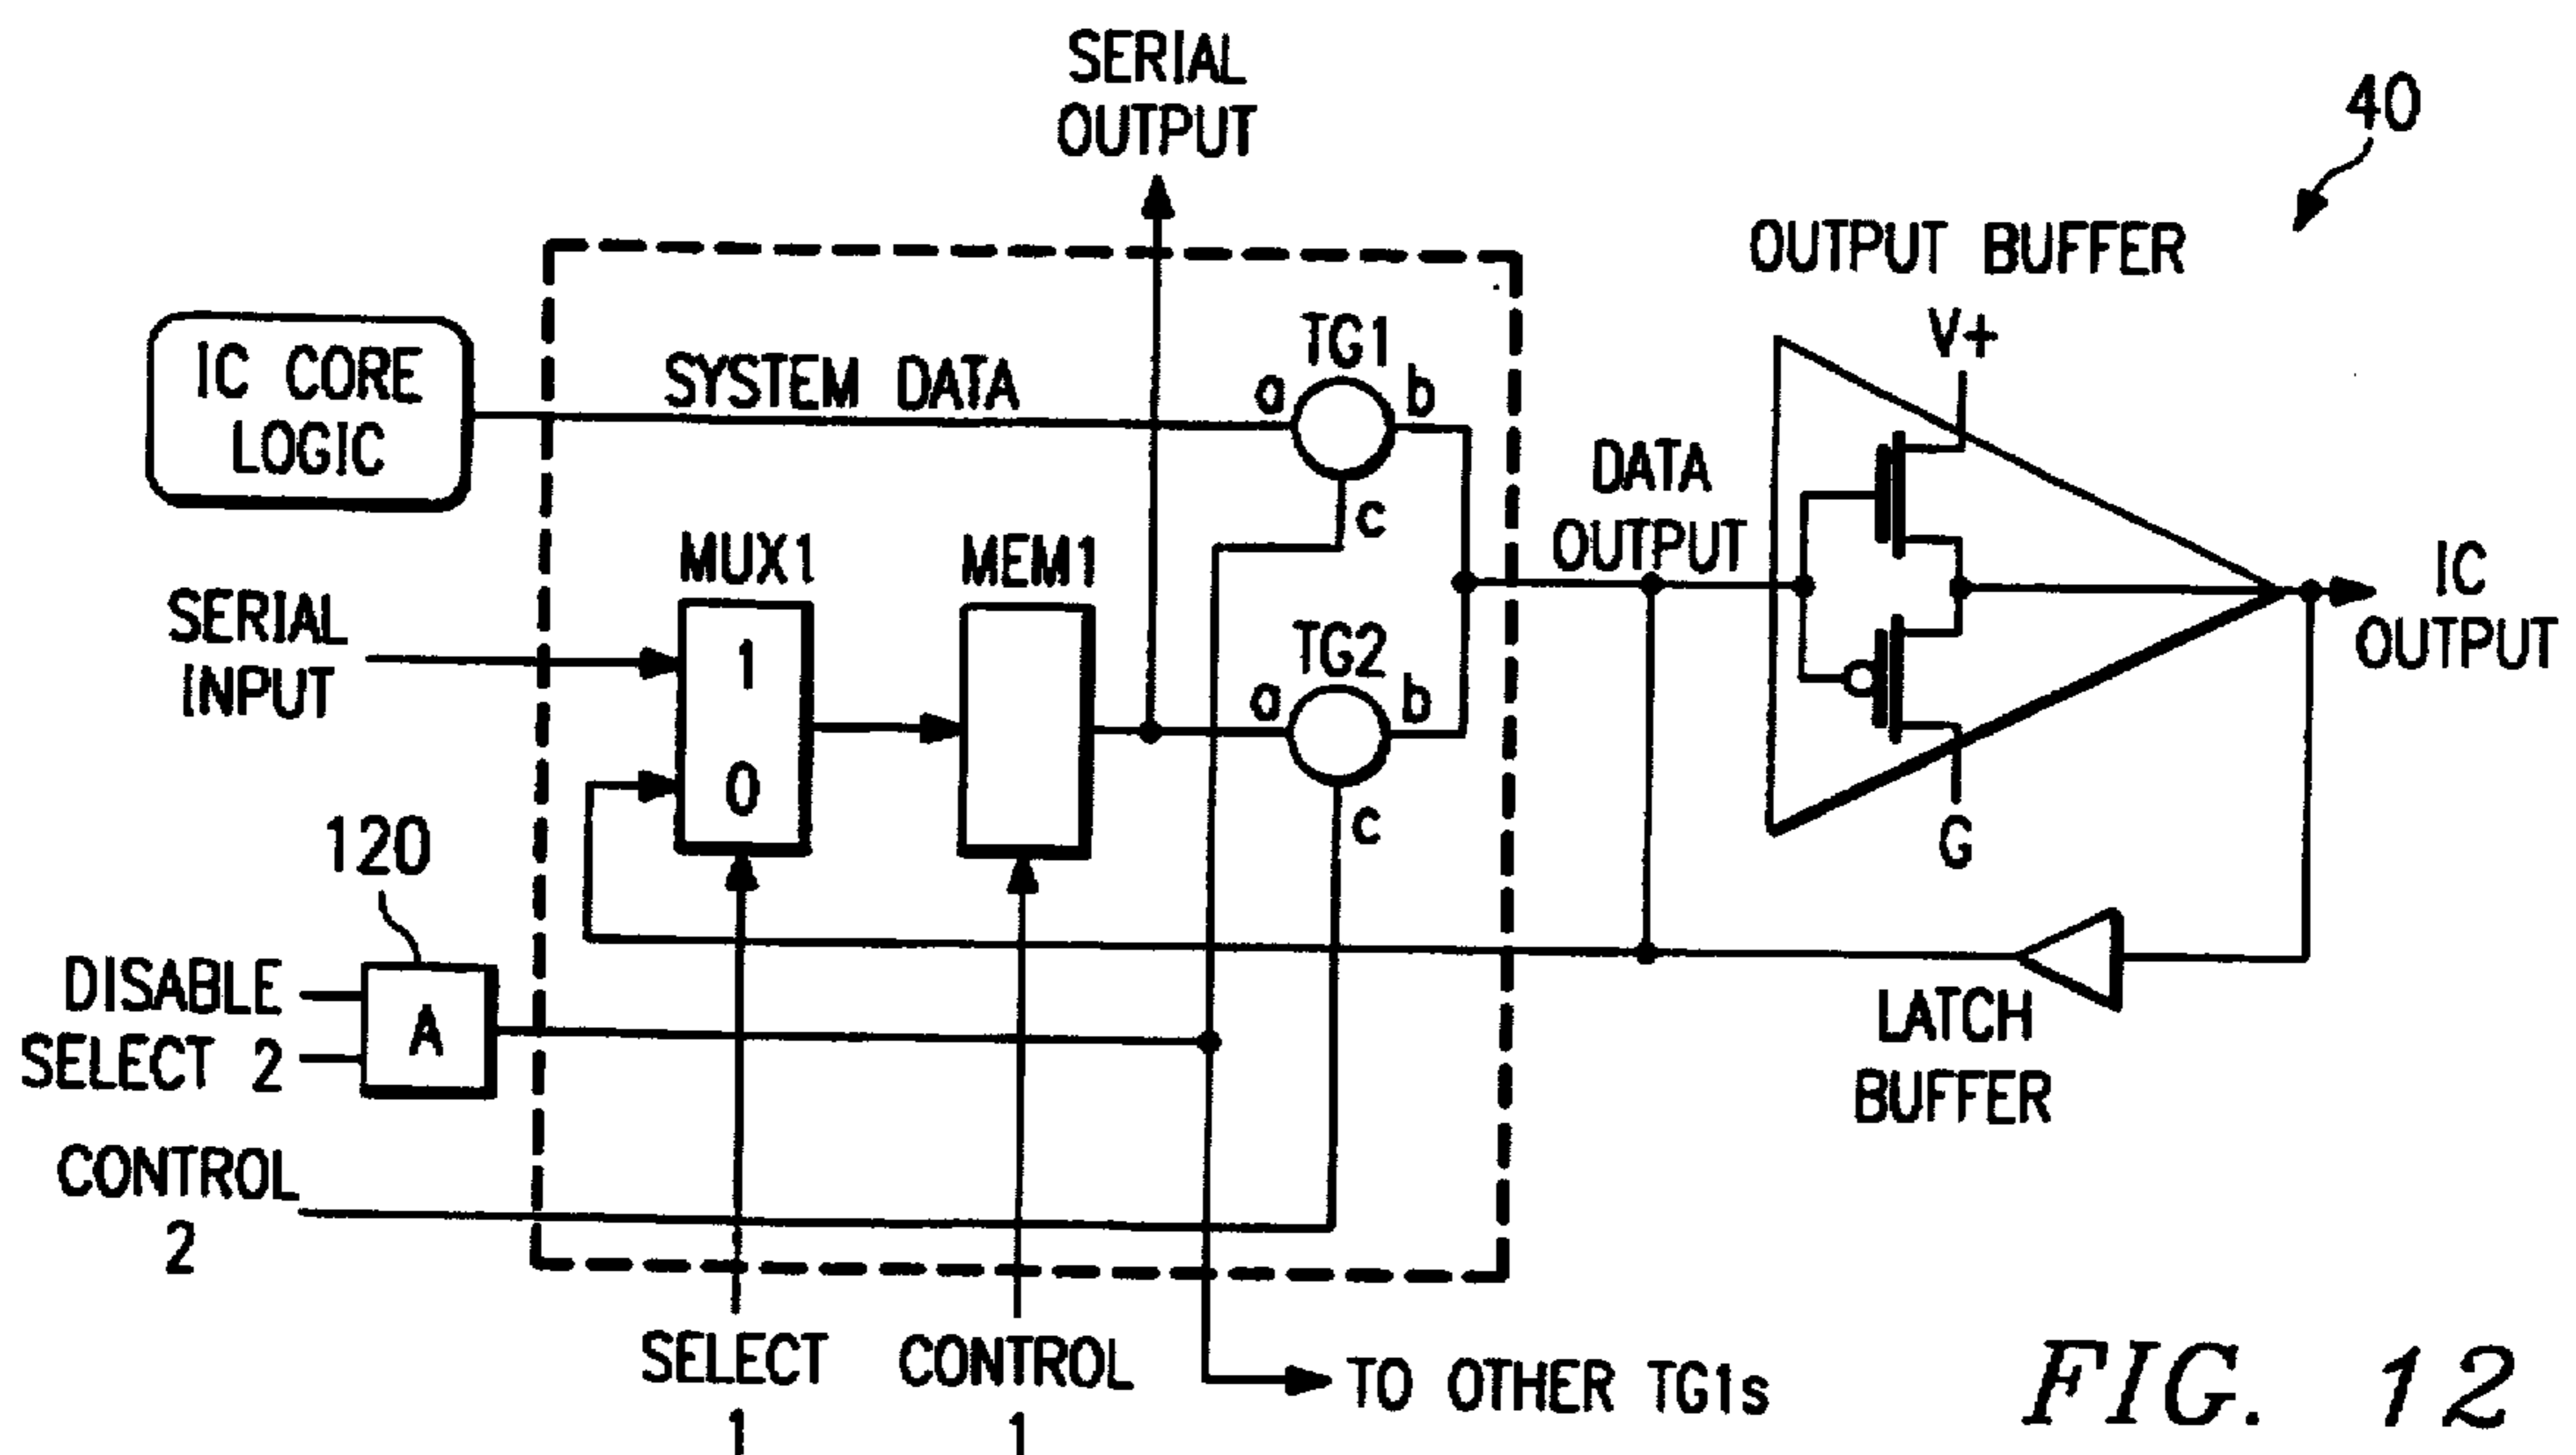 SERIAL
OUTPUT
40
OUTPUT BUFFER
V+
IC CORE
LOGIC
SYSTEM DATA
TG1
a
b
c
DATA
OUTPUT
IC
OUTPUT
MUX1
MEM1
SERIAL
INPUT
1
0
TG2
a
b
c
G
120
DISABLE
SELECT 2
A
LATCH
BUFFER
CONTROL
2
SELECT
1
CONTROL
1
TO OTHER TG1s
FIG. 12